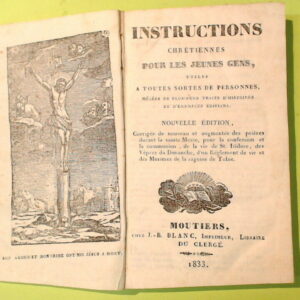 INSTRUCTIONS
CHRÉTIENNES
POUR LES JEUNES GENS,
UTILES
A TOUTES SORTES DE PERSONNES,
MÊLÉES DE PLUSIEURS TRAITS D'HISTOIRES
ET D'EXEMPLES ÉDIFIANS.
NOUVELLE ÉDITION,
Corrigée de nouveau et augmentée des prières
durant la sainte Messe, pour la confession et
la communion, de la vie de St. Isidore, des
Vêpres du Dimanche, d'un Règlement de vie et
des Maximes de la sagesse de Tobie.
MOUTIERS,
CHEZ J.-B. BLANC, IMPRIMEUR, LIBRAIRE
DU CLERGÉ.
1833.